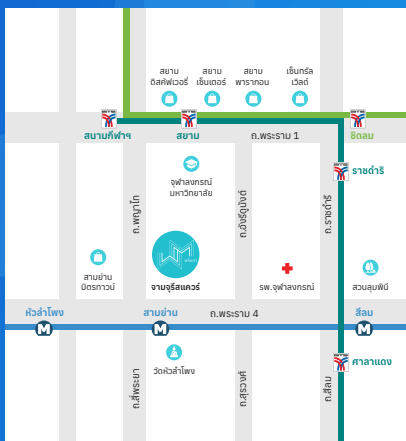 สยาม
ดิสคัฟเวอรี่
สยาม
เซ็นเตอร์
สยาม
พารากอน
เซ็นทรัล
เวิลด์
สนามกีฬาฯ
สยาม
ถ.พระราม 1
ชิดลม
จุฬาลงกรณ์
มหาวิทยาลัย
ราชดำริ
ถ.พญาไท
ถ.อังรีดูนังต์
ถ.ราชดำริ
สามย่าน
มิตรทาวน์
จามจุรีสแควร์
รพ.จุฬาลงกรณ์
สวนลุมพินี
หัวลำโพง
สามย่าน
ถ.พระราม 4
สีลม
วัดหัวลำโพง
ศาลาแดง
ถ.สี่พระยา
ถ.สุรวงศ์
ถ.สีลม